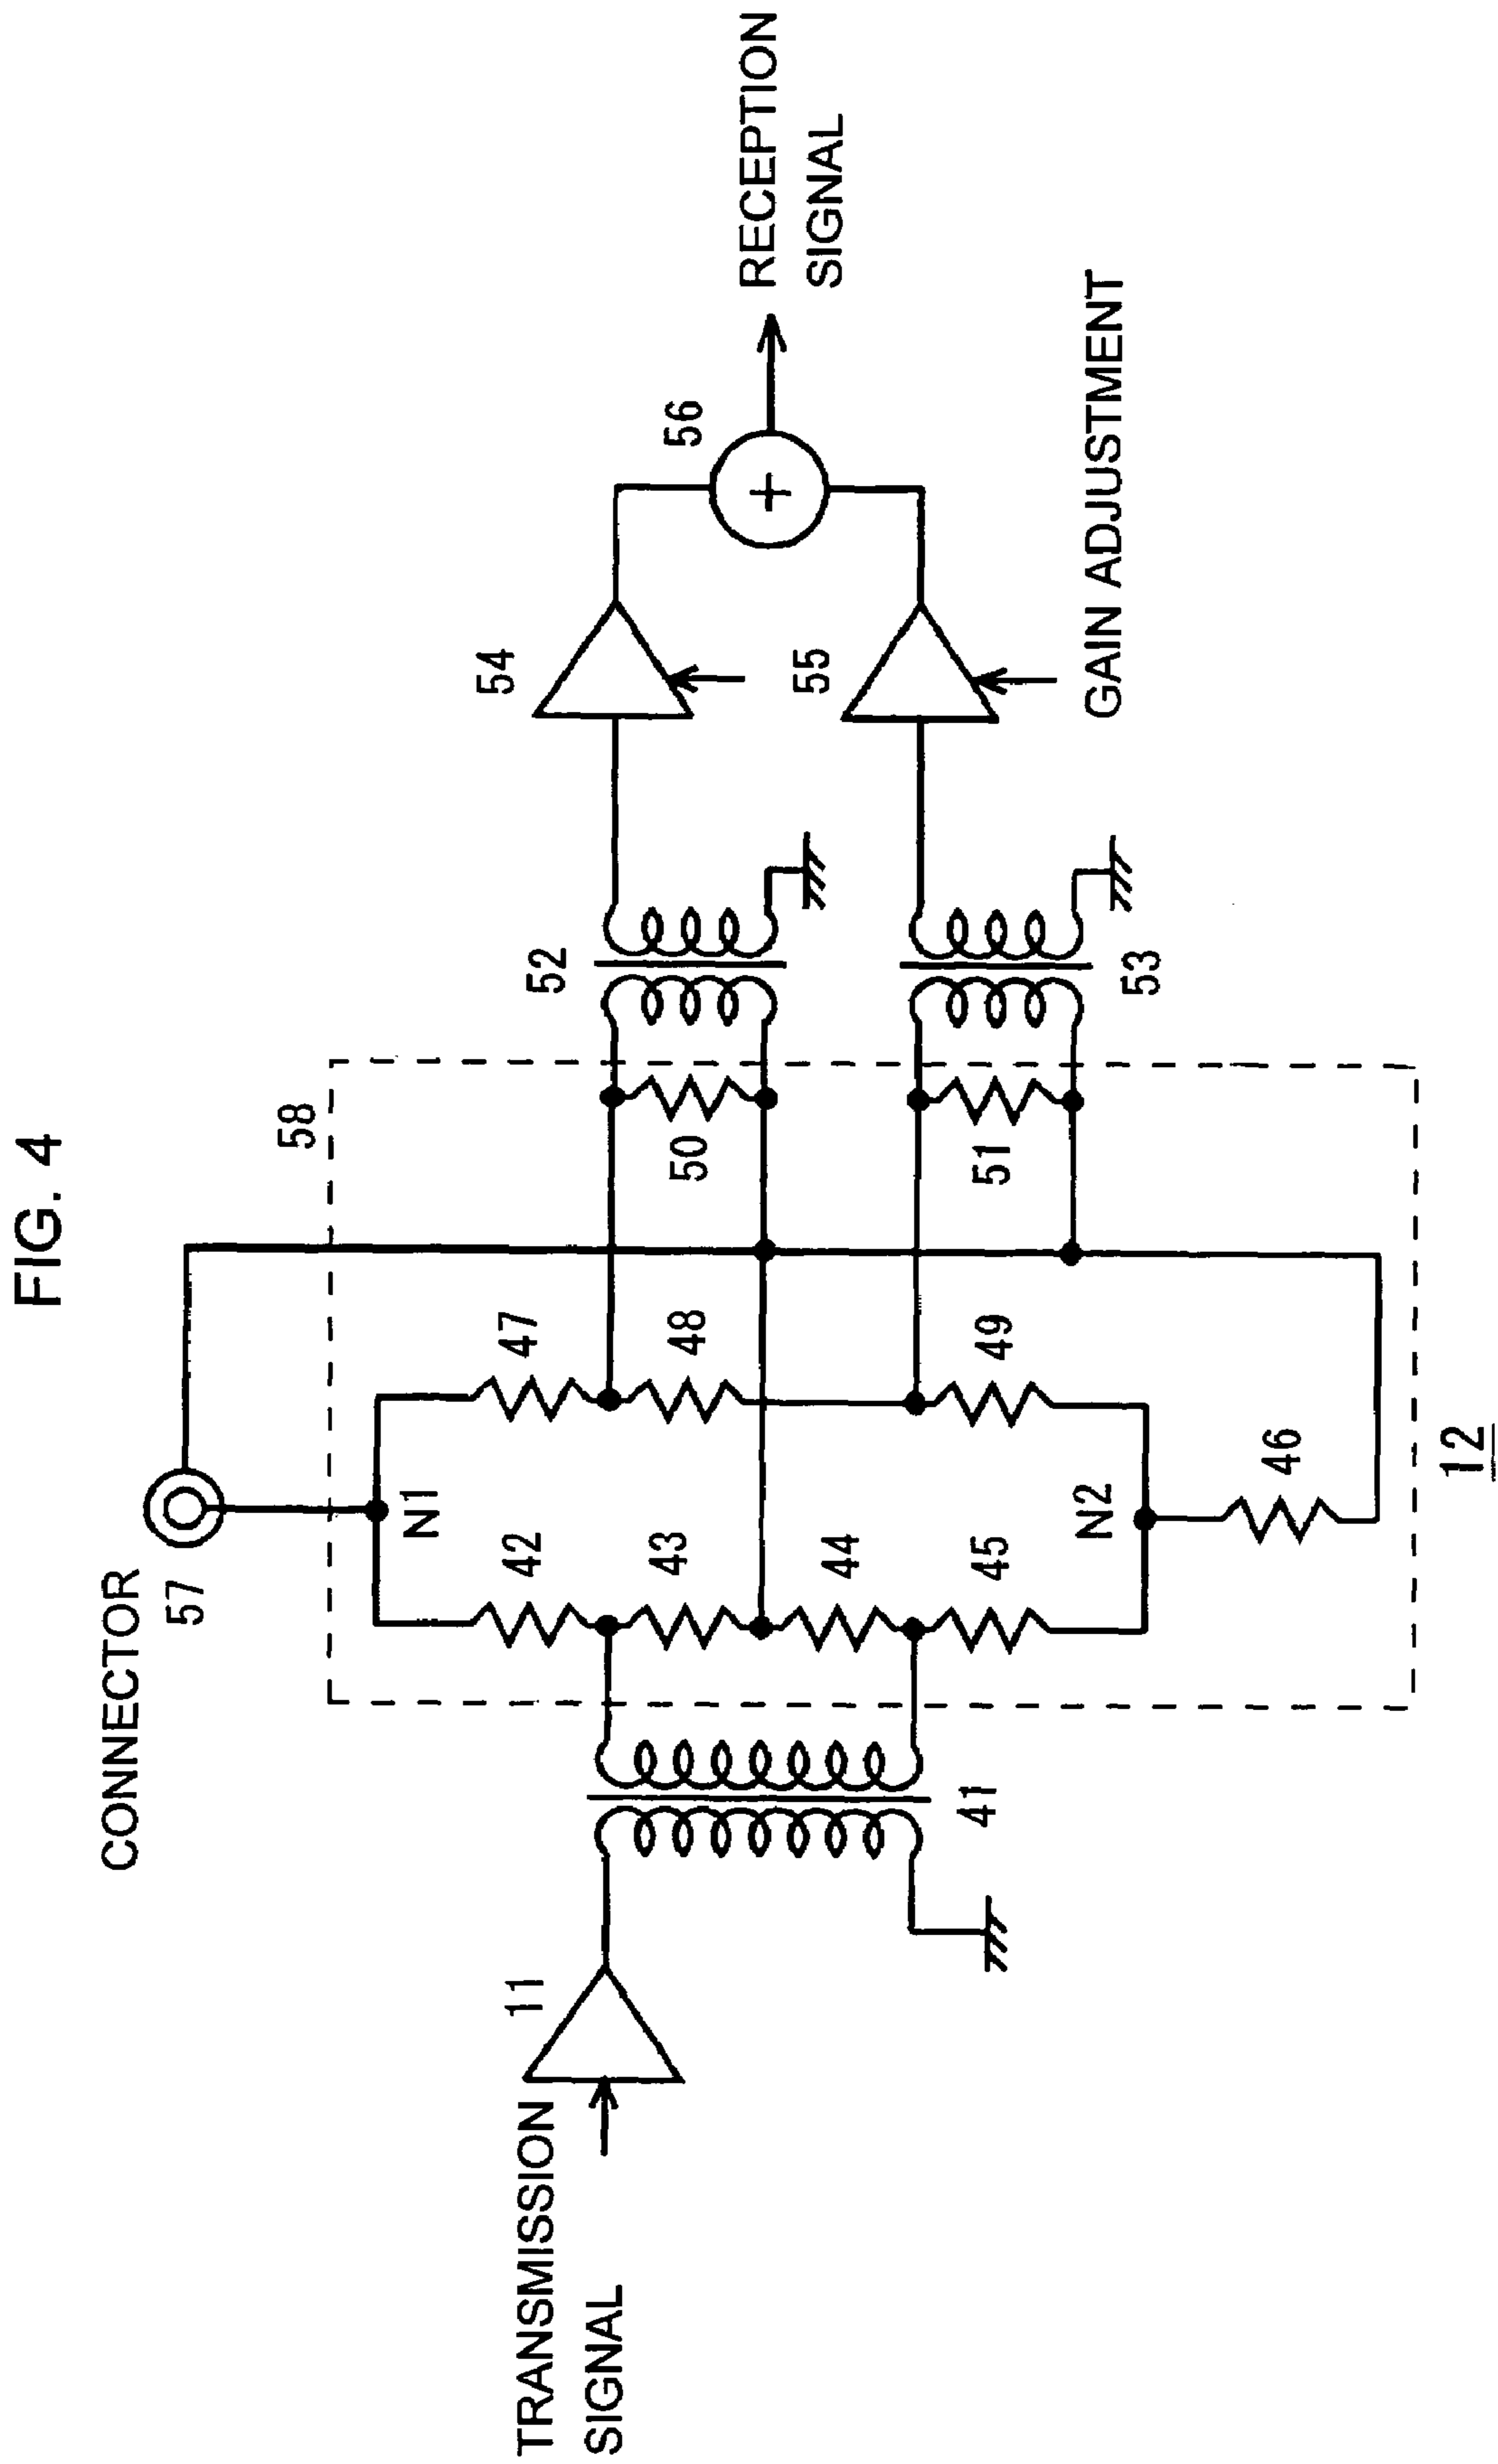 FIG. 4
CONNECTOR
57
58
N1
42
47
43
48
50
52
54
56
RECEPTION
SIGNAL
TRANSMISSION
SIGNAL
11
41
44
45
49
51
53
55
GAIN ADJUSTMENT
N2
46
12